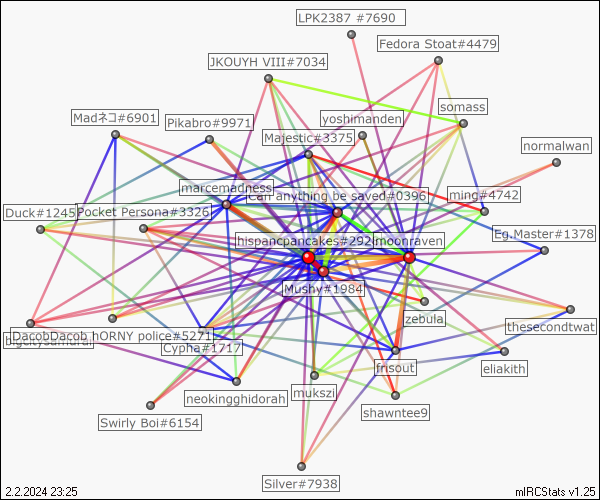 LPK2387 #7690
Fedora Stoat#4479
JKOUYH VIII#7034
somass
Madネコ#6901
Pikabro#9971
yoshimanden
Majestic#3375
normalwan
marcemadness
Can anything be saved#0396
ming#4742
Duck#1245
Pocket Persona#3326
Eg.Master#1378
hispancpancakes#292
moonraven
Mushy#1984
zebula
thesecondtwat
DacobDacob
hORNY police#5271
Cypha#1717
frisout
eliakith
neokingghidorah
mukszi
shawntee9
Swirly Boi#6154
Silver#7938
2.2.2024 23:25
mIRCStats v1.25